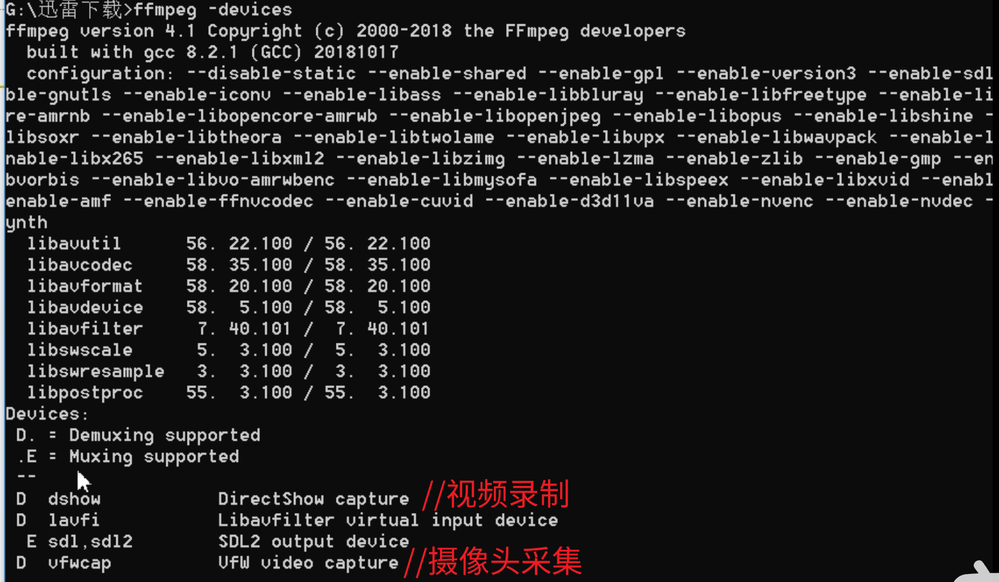 G:\迅雷下载>ffmpeg -devices
ffmpeg version 4.1 Copyright (c) 2000-2018 the FFmpeg developers
  built with gcc 8.2.1 (GCC) 20181017
  configuration: --disable-static --enable-shared --enable-gpl --enable-version3 --enable-sdl
ble-gnutls --enable-iconv --enable-libass --enable-libbluray --enable-libfreetype --enable-li
re-amrnb --enable-libopencore-amrwb --enable-libopenjpeg --enable-libopus --enable-libshine -
libsoxr --enable-libtheora --enable-libtwolame --enable-libvpx --enable-libwavpack --enable-l
nable-libx265 --enable-libxml2 --enable-libzimg --enable-lzma --enable-zlib --enable-gmp --en
bvorbis --enable-libvo-amrwbenc --enable-libmysofa --enable-libspeex --enable-libxvid --enabl
enable-amf --enable-ffnvcodec --enable-cuvid --enable-d3d11va --enable-nvenc --enable-nvdec -
ynth
  libavutil      56. 22.100 / 56. 22.100
  libavcodec     58. 35.100 / 58. 35.100
  libavformat    58. 20.100 / 58. 20.100
  libavdevice    58.  5.100 / 58.  5.100
  libavfilter     7. 40.101 /  7. 40.101
  libswscale      5.  3.100 /  5.  3.100
  libswresample   3.  3.100 /  3.  3.100
  libpostproc    55.  3.100 / 55.  3.100
Devices:
 D. = Demuxing supported
 .E = Muxing supported
 --
 D  dshow           DirectShow capture //视频录制
 D  lavfi           Libavfilter virtual input device
  E sdl,sdl2        SDL2 output device
 D  vfwcap          VfW video capture //摄像头采集